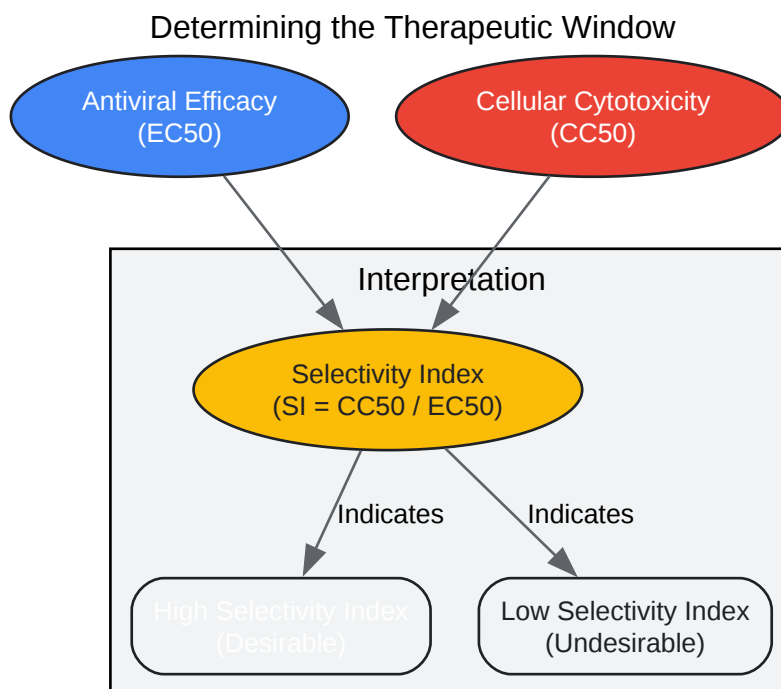 Determining the Therapeutic Window
Antiviral Efficacy
(EC50)
Cellular Cytotoxicity
(CC50)
Interpretation
Selectivity Index
(SI = CC50 / EC50)
Indicates
Indicates
High Selectivity Index
(Desirable)
Low Selectivity Index
(Undesirable)